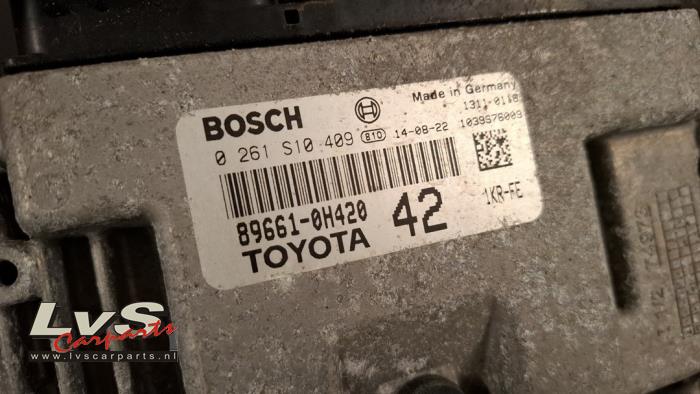 BOSCH
Made in Germany
1311-0118
0 261 S10 409 810 14-08-22 1039S76009
89661-0H420
42
1KR-FE
TOYOTA
LvS
Carparts
www.lvscarparts.nl